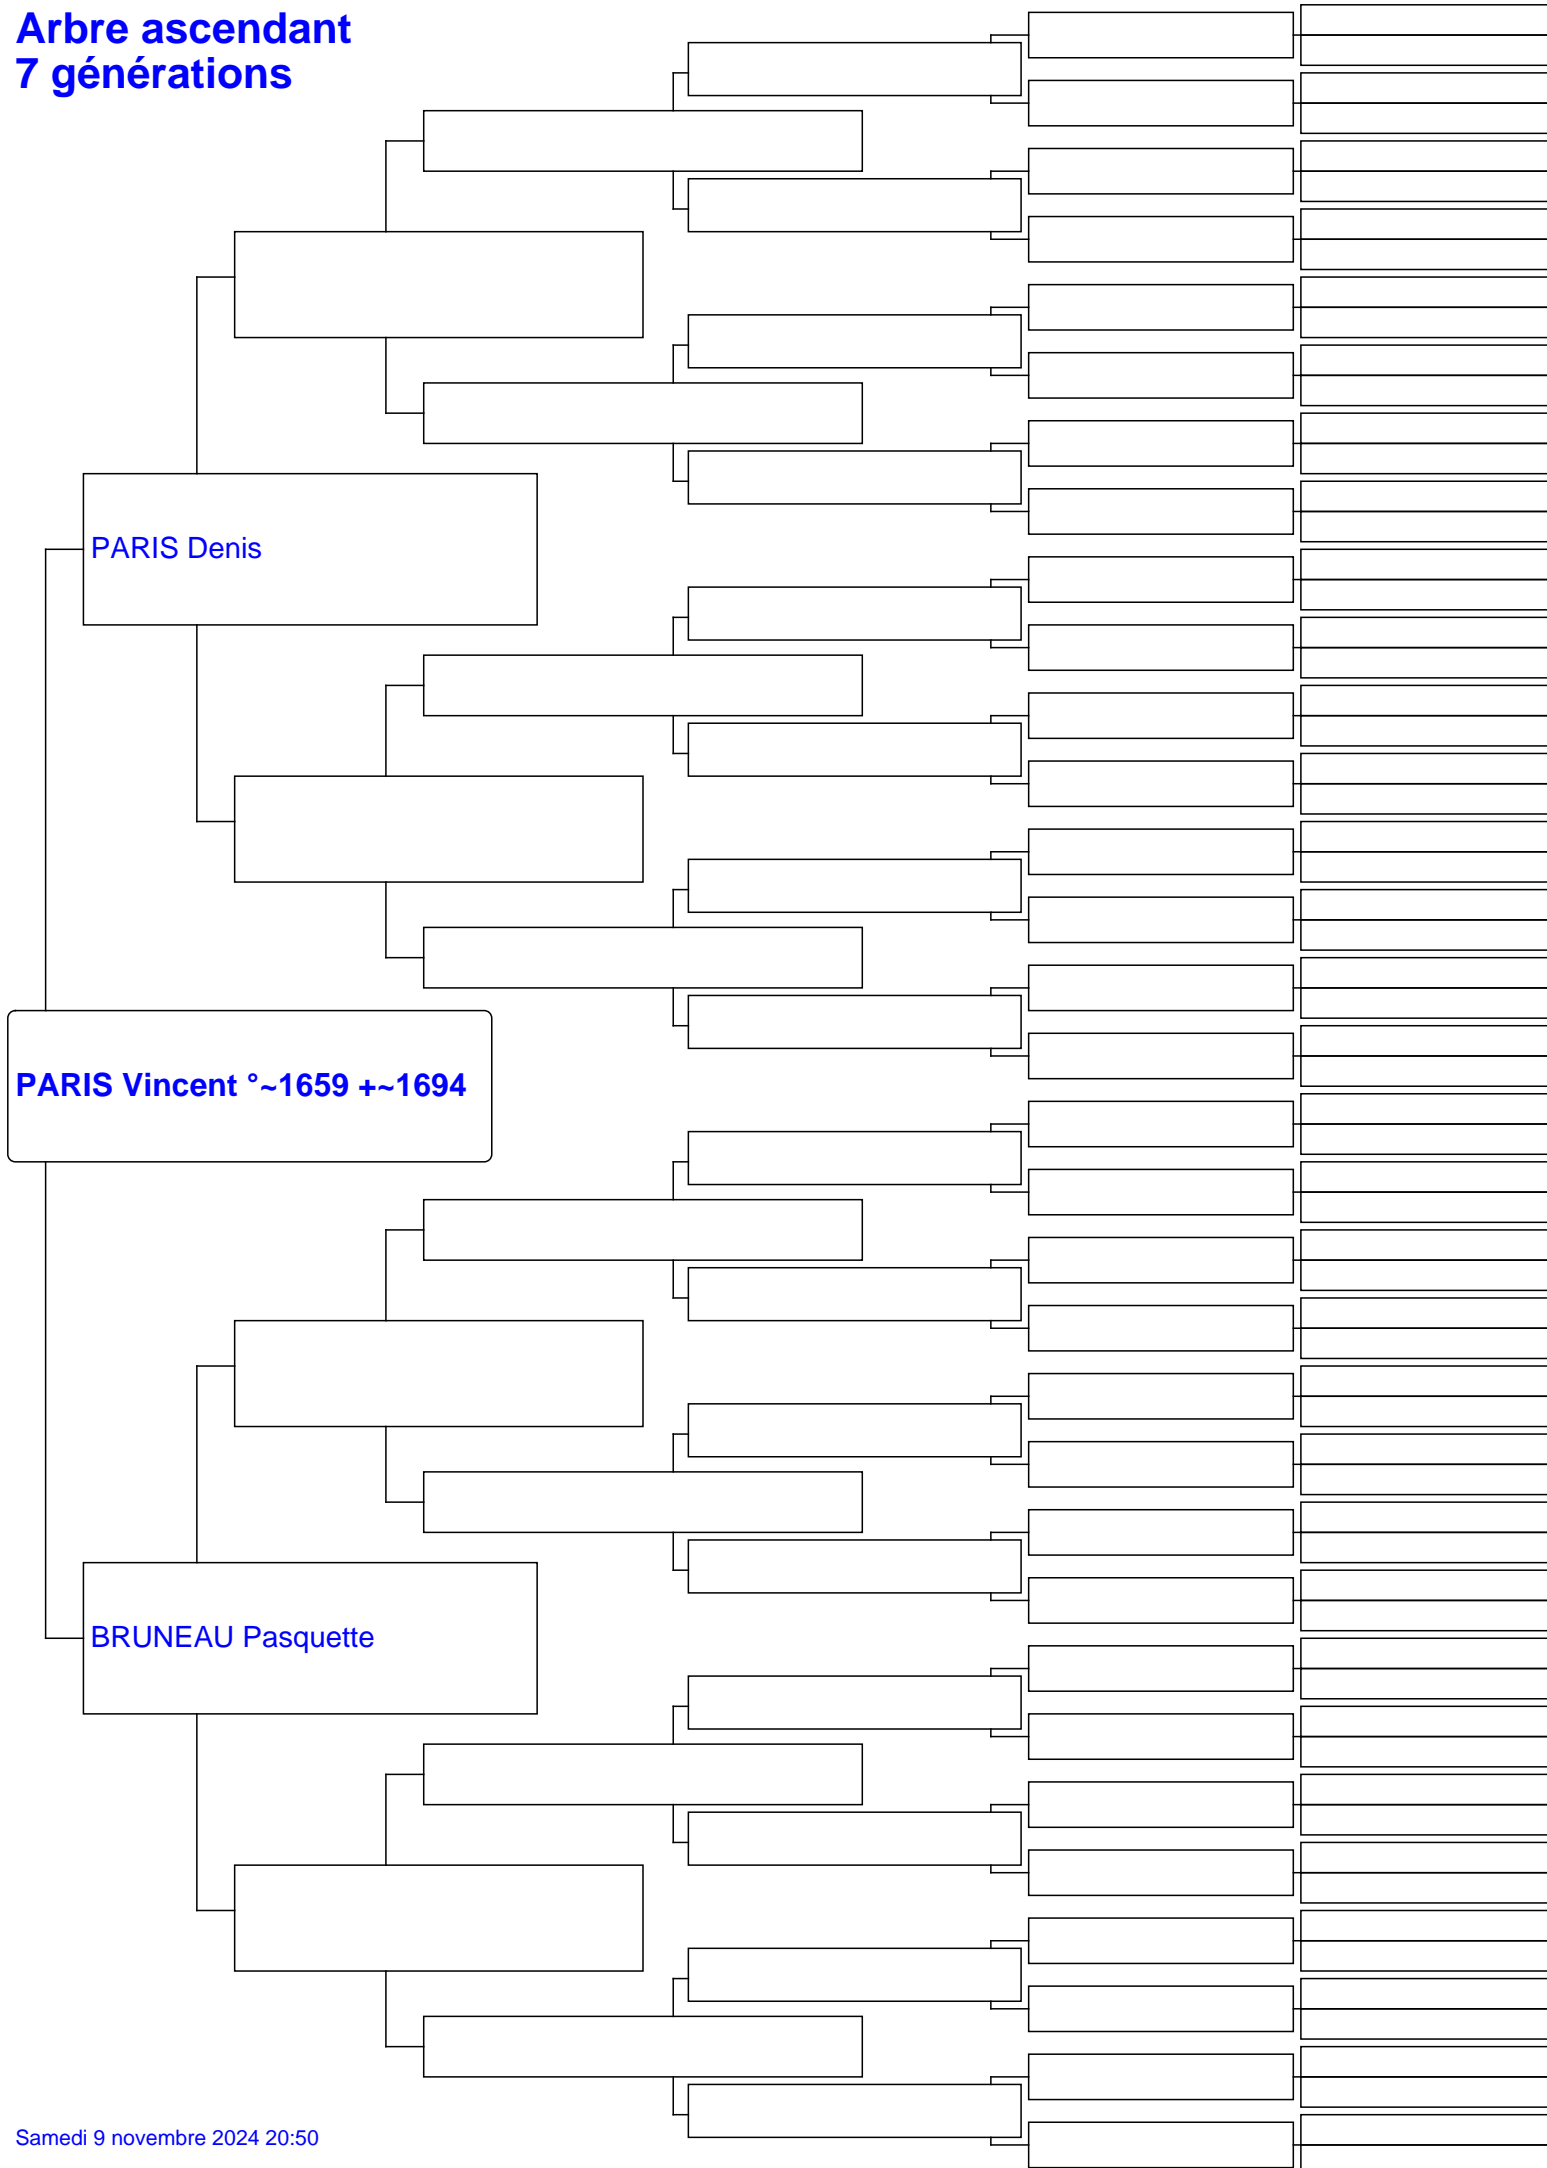 Arbre ascendant
7 générations
PARIS Denis
PARIS Vincent °~1659 +~1694
BRUNEAU Pasquette
Samedi 9 novembre 2024 20:50